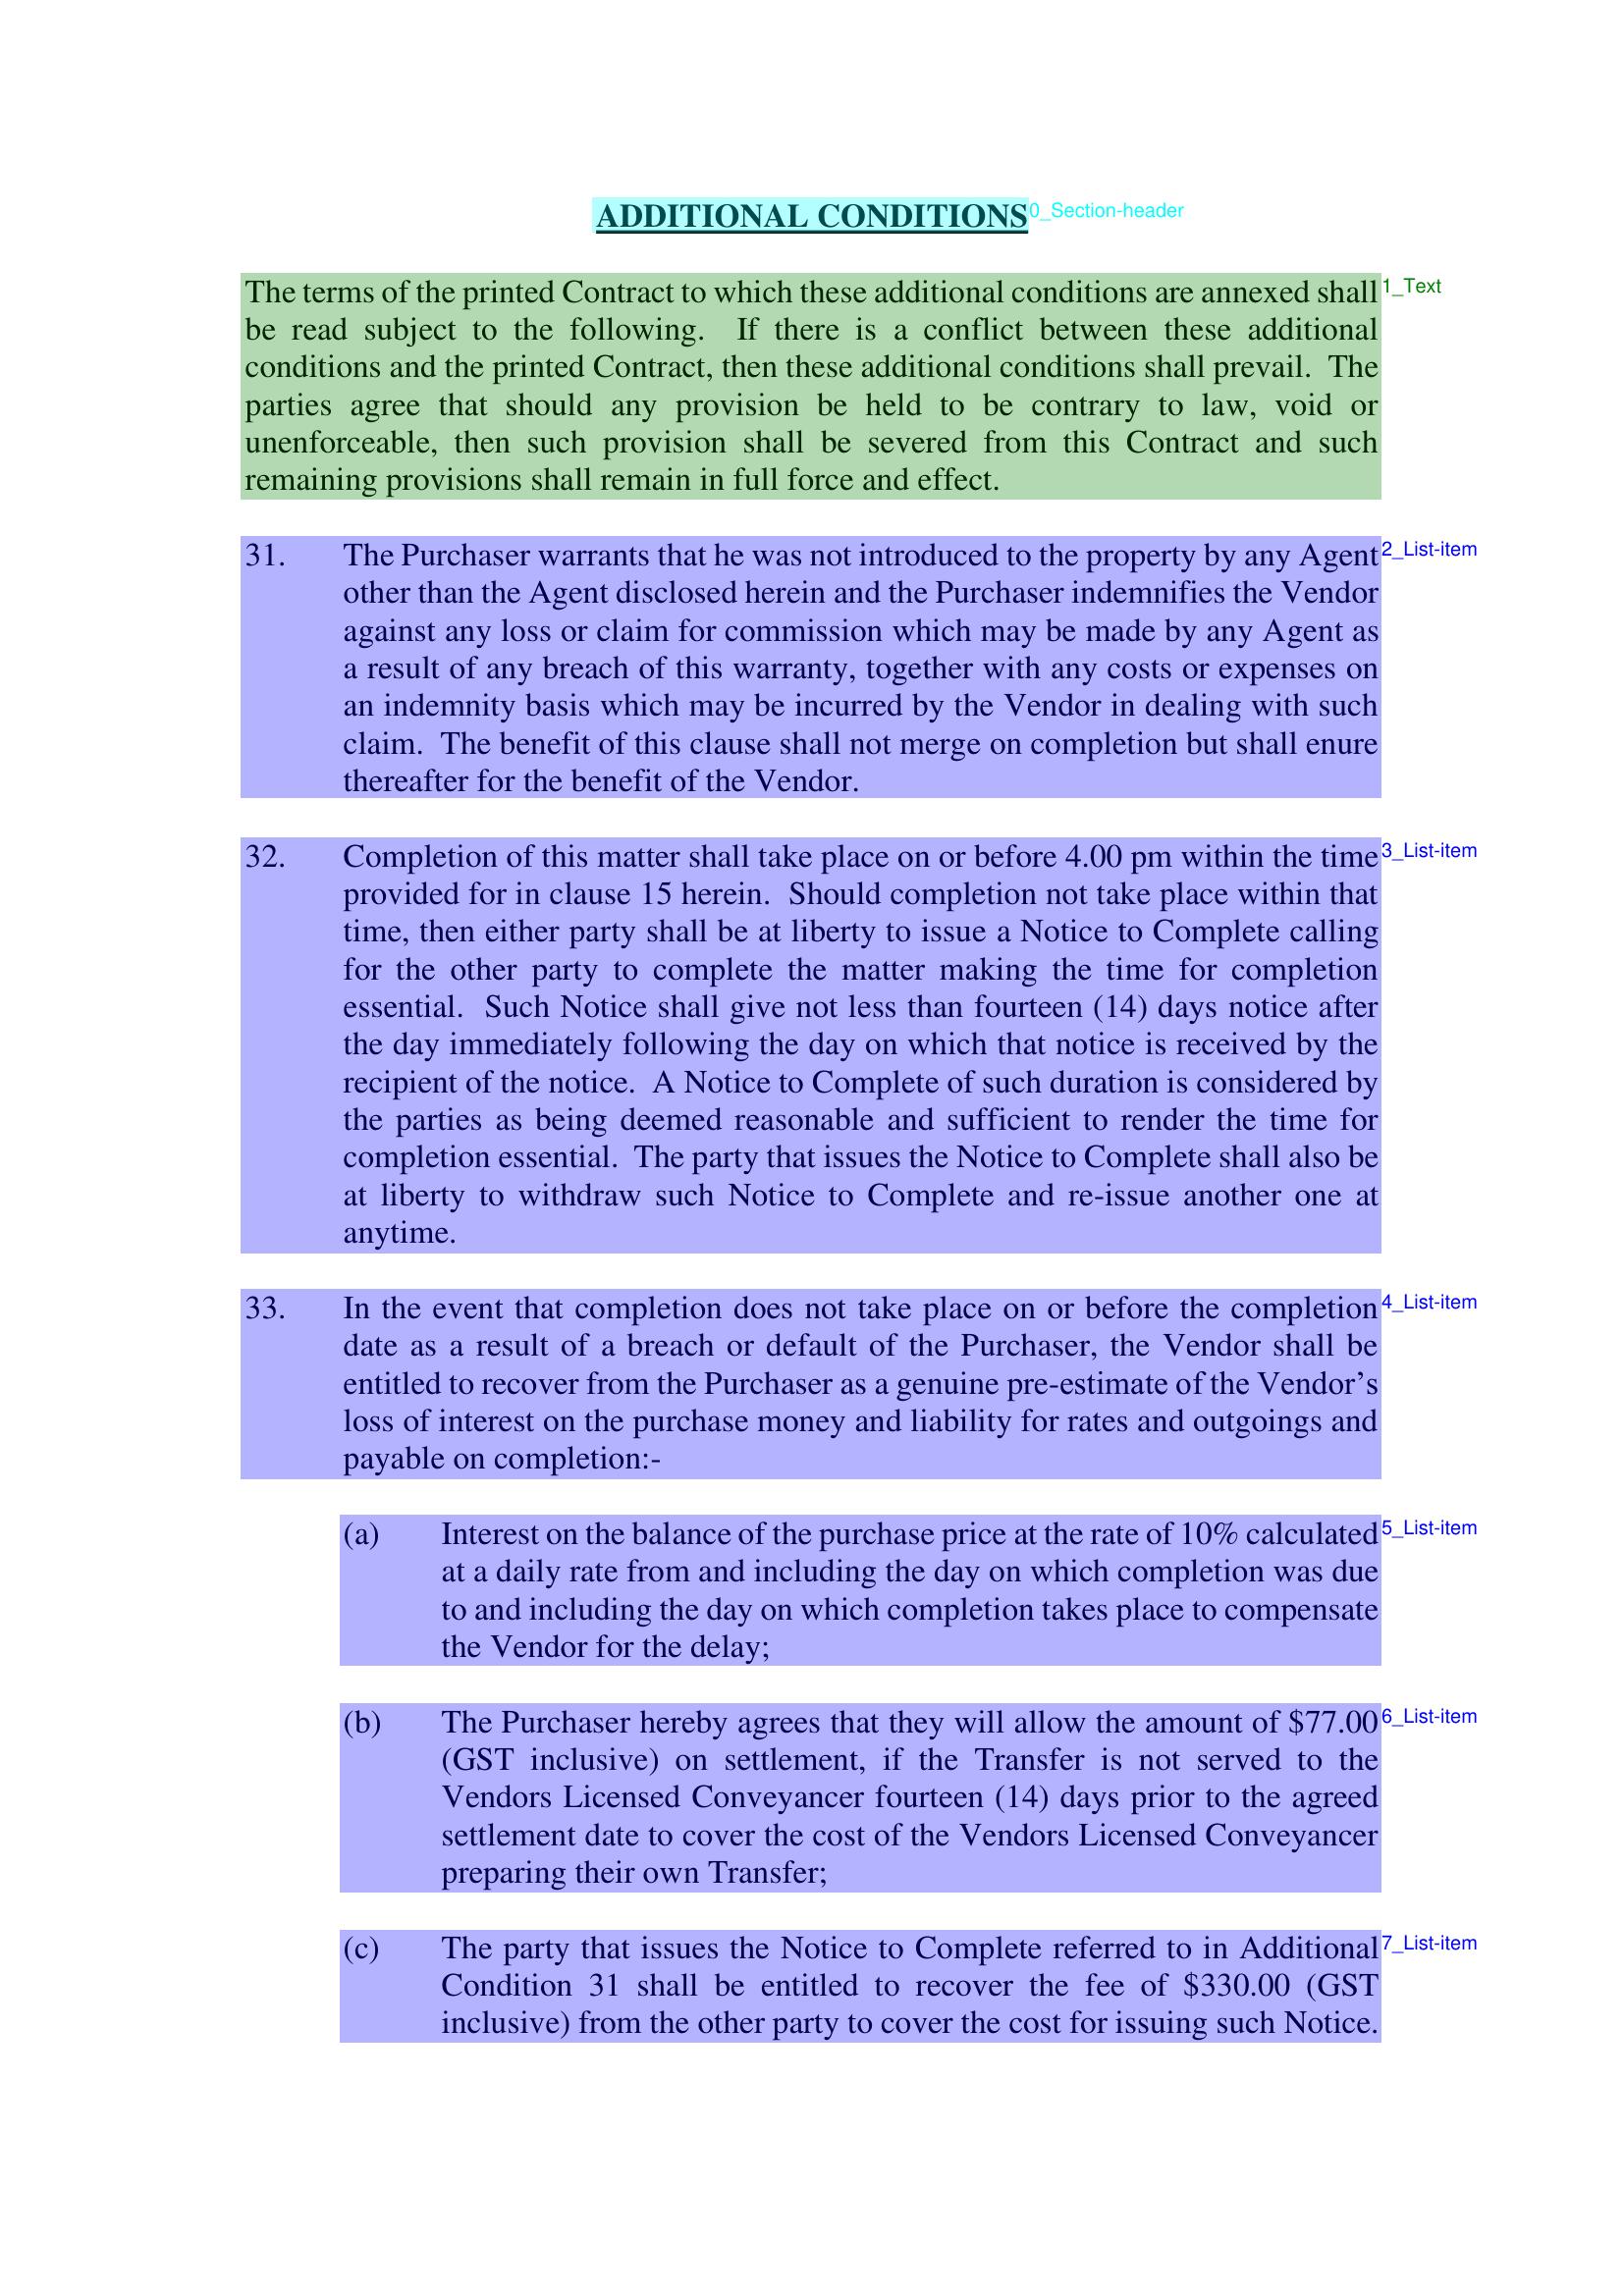 ADDITIONAL CONDITIONS 0_Section-header
The terms of the printed Contract to which these additional conditions are annexed shall 1_Text
be read subject to the following. If there is a conflict between these additional
conditions and the printed Contract, then these additional conditions shall prevail. The
parties agree that should any provision be held to be contrary to law, void or
unenforceable, then such provision shall be severed from this Contract and such
remaining provisions shall remain in full force and effect.
31. The Purchaser warrants that he was not introduced to the property by any Agent 2_List-item
other than the Agent disclosed herein and the Purchaser indemnifies the Vendor
against any loss or claim for commission which may be made by any Agent as
a result of any breach of this warranty, together with any costs or expenses on
an indemnity basis which may be incurred by the Vendor in dealing with such
claim. The benefit of this clause shall not merge on completion but shall enure
thereafter for the benefit of the Vendor.
32. Completion of this matter shall take place on or before 4.00 pm within the time 3_List-item
provided for in clause 15 herein. Should completion not take place within that
time, then either party shall be at liberty to issue a Notice to Complete calling
for the other party to complete the matter making the time for completion
essential. Such Notice shall give not less than fourteen (14) days notice after
the day immediately following the day on which that notice is received by the
recipient of the notice. A Notice to Complete of such duration is considered by
the parties as being deemed reasonable and sufficient to render the time for
completion essential. The party that issues the Notice to Complete shall also be
at liberty to withdraw such Notice to Complete and re-issue another one at
anytime.
33. In the event that completion does not take place on or before the completion 4_List-item
date as a result of a breach or default of the Purchaser, the Vendor shall be
entitled to recover from the Purchaser as a genuine pre-estimate of the Vendor’s
loss of interest on the purchase money and liability for rates and outgoings and
payable on completion:-
(a) Interest on the balance of the purchase price at the rate of 10% calculated 5_List-item
at a daily rate from and including the day on which completion was due
to and including the day on which completion takes place to compensate
the Vendor for the delay;
(b) The Purchaser hereby agrees that they will allow the amount of $77.00 6_List-item
(GST inclusive) on settlement, if the Transfer is not served to the
Vendors Licensed Conveyancer fourteen (14) days prior to the agreed
settlement date to cover the cost of the Vendors Licensed Conveyancer
preparing their own Transfer;
(c) The party that issues the Notice to Complete referred to in Additional 7_List-item
Condition 31 shall be entitled to recover the fee of $330.00 (GST
inclusive) from the other party to cover the cost for issuing such Notice.